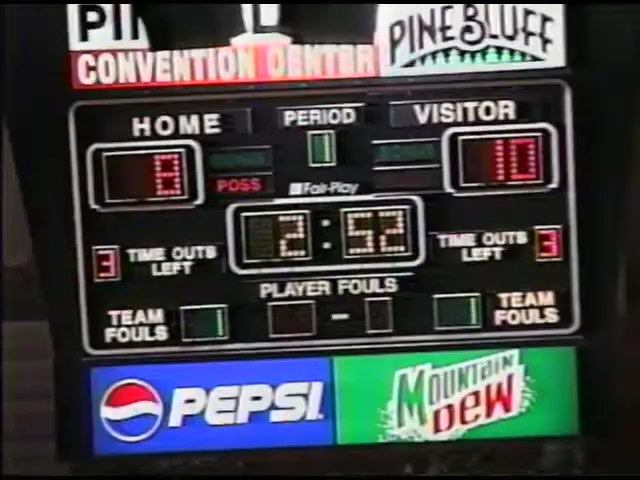 PINE BLUFF
CONVENTION CENTER
HOME PERIOD VISITOR
8 1 10
POSS
Fair-Play
2:52
3 TIME OUTS LEFT TIME OUTS LEFT 3
PLAYER FOULS
TEAM FOULS 1 - 1 TEAM FOULS
PEPSI
Mountain Dew